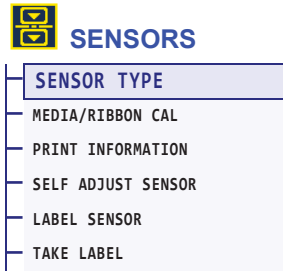 SENSORS
SENSOR TYPE
MEDIA/RIBBON CAL
PRINT INFORMATION
SELF ADJUST SENSOR
LABEL SENSOR
TAKE LABEL